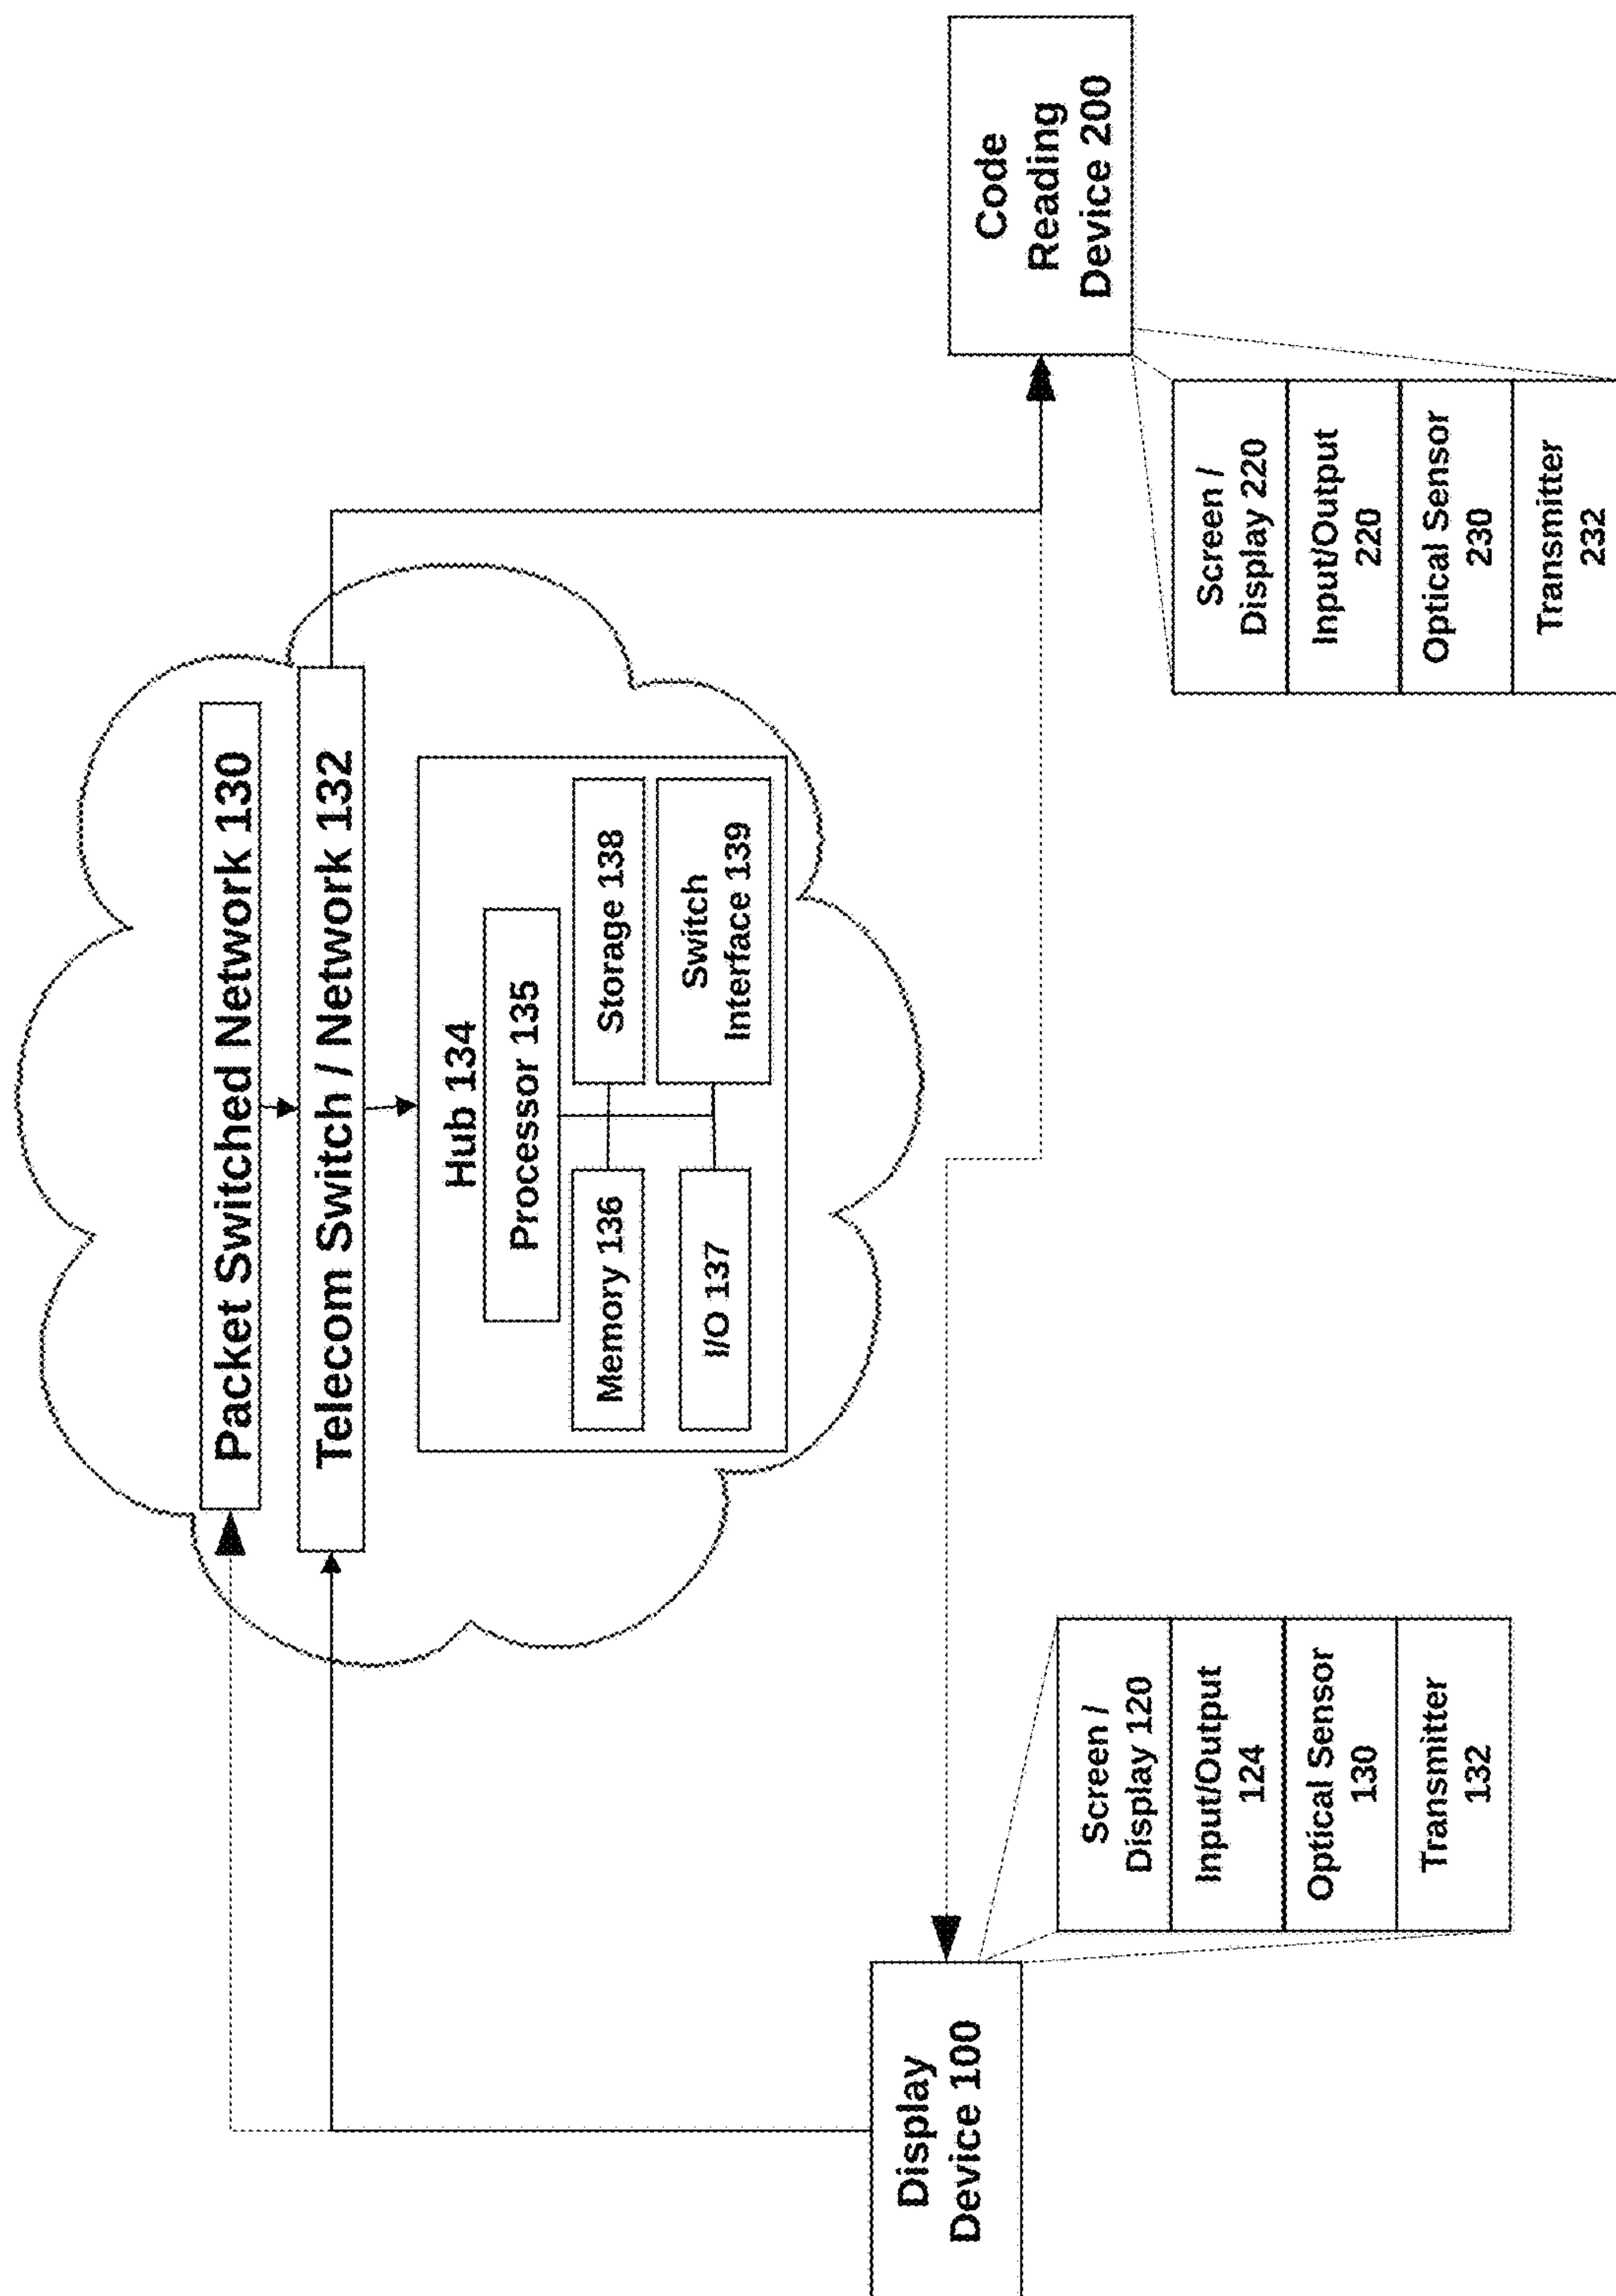 Packet Switched Network 130
Telecom Switch / Network 132
Hub 134
Processor 135
Memory 136
Storage 138
I/O 137
Switch
Interface 139
Display
Device 100
Screen /
Display 120
Input/Output
124
Optical Sensor
130
Transmitter
132
Code
Reading
Device 200
Screen /
Display 220
Input/Output
220
Optical Sensor
230
Transmitter
232